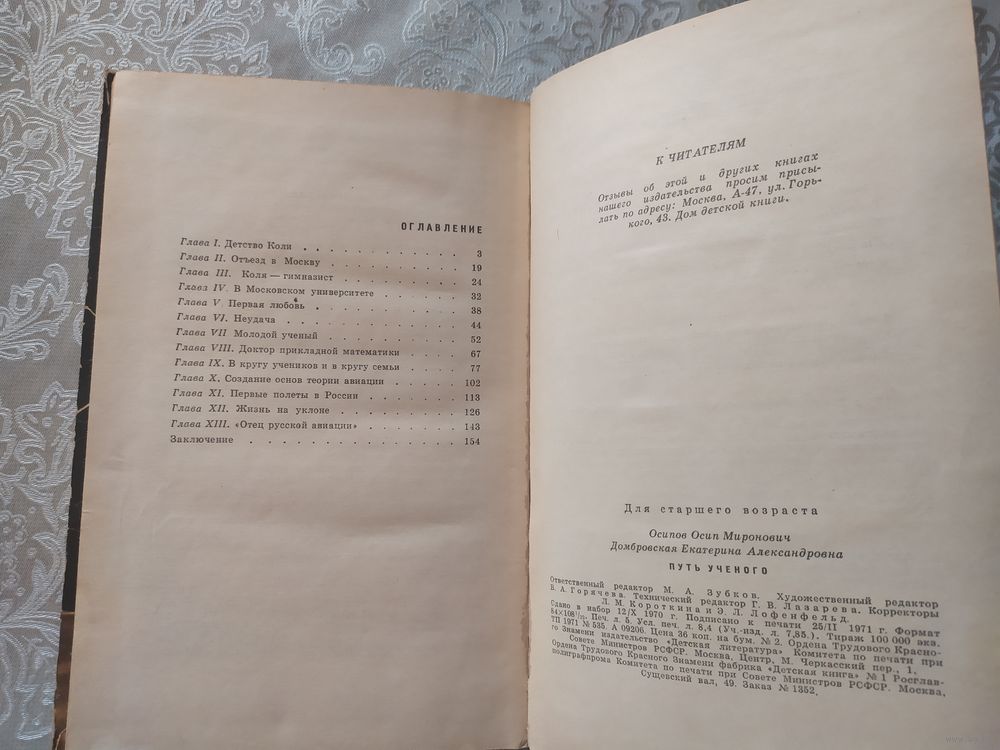 ОГЛАВЛЕНИЕ
Глава I. Детство Коли . . . . . . . . . . 3
Глава II. Отъезд в Москву . . . . . . . . 19
Глава III. Коля — гимназист . . . . . . . 24
Глава IV. В Московском университете . . . . . 32
Глава V. Первая любовь . . . . . . . . . 38
Глава VI. Неудача . . . . . . . . . . . 44
Глава VII Молодой ученый . . . . . . . . 52
Глава VIII. Доктор прикладной математики . . . . 67
Глава IX. В кругу учеников и в кругу семьи . . . . 77
Глава X. Создание основ теории авиации . . . . . 102
Глава XI. Первые полеты в России . . . . . . 113
Глава XII. Жизнь на уклоне . . . . . . . . 126
Глава XIII. «Отец русской авиации» . . . . . . 143
Заключение . . . . . . . . . . . . 154
К ЧИТАТЕЛЯМ
Отзывы об этой и других книгах
нашего издательства просим присы-
лать по адресу: Москва, А-47, ул. Горь-
кого, 43. Дом детской книги.
Для старшего возраста
Осипов Осип Миронович
Домбровская Екатерина Александровна
ПУТЬ УЧЕНОГО
Ответственный редактор М. А. Зубков. Художественный редактор
В. А. Горячева. Технический редактор Г. В. Лазарева. Корректоры
Л. М. Короткина и Э. Л. Лофенфельд.
Сдано в набор 12/X 1970 г. Подписано к печати 25/II 1971 г. Формат
84×108¹/₃₂. Печ. л. 5. Усл. печ. л. 8,4 (Уч.-изд. л. 7,85.). Тираж 100 000 экз.
ТП 1971 № 535. А 09206. Цена 36 коп. на бум. № 2. Ордена Трудового Красно-
го Знамени издательство «Детская литература» Комитета по печати при
Совете Министров РСФСР. Москва, Центр, М. Черкасский пер., 1.
Ордена Трудового Красного Знамени фабрика «Детская книга» № 1 Росглав-
полиграфпрома Комитета по печати при Совете Министров РСФСР. Москва,
Сущевский вал, 49. Заказ № 1352.